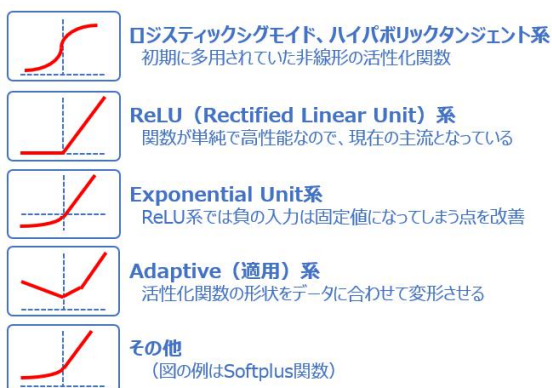 ロジスティックシグモイド、ハイパボリックタンジェント系
初期に多用されていた非線形の活性化関数
ReLU（Rectified Linear Unit）系
関数が単純で高性能なので、現在の主流となっている
Exponential Unit系
ReLU系では負の入力は固定値になってしまう点を改善
Adaptive（適用）系
活性化関数の形状をデータに合わせて変形させる
その他
（図の例はSoftplus関数）